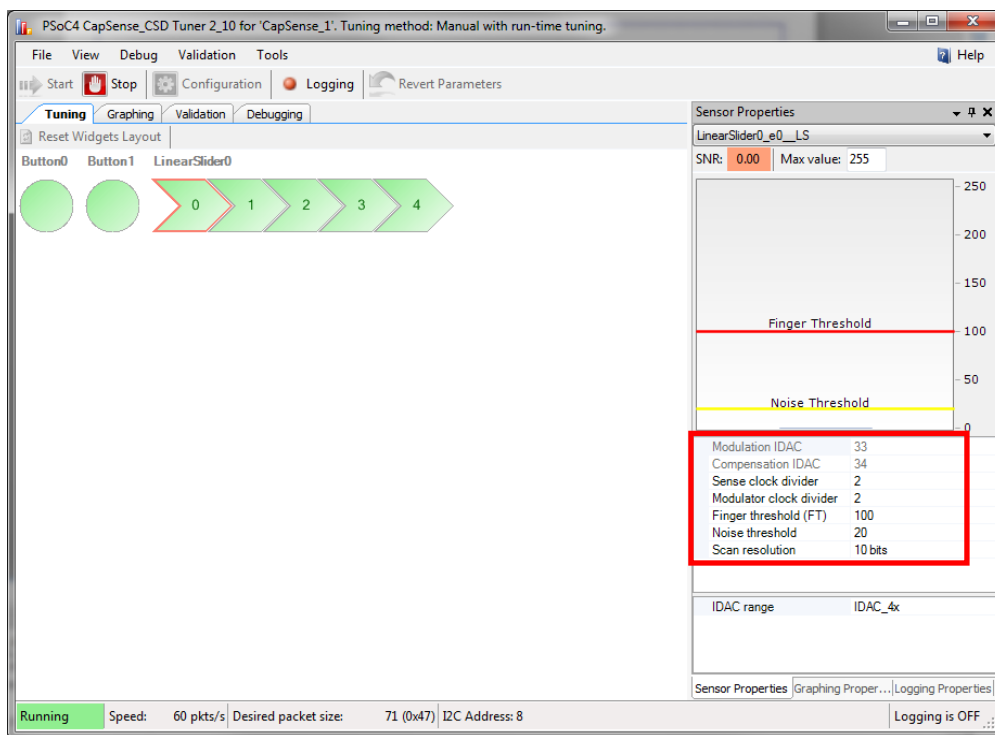 PSoC4 CapSense_CSD Tuner 2_10 for 'CapSense_1'. Tuning method: Manual with run-time tuning.
File View Debug Validation Tools Help
Start Stop Configuration Logging Revert Parameters
Tuning Graphing Validation Debugging
Reset Widgets Layout
Button0 Button1 LinearSlider0
0 1 2 3 4
Sensor Properties
LinearSlider0_e0__LS
SNR: 0.00 Max value: 255
250
200
150
Finger Threshold
100
50
Noise Threshold
0
Modulation IDAC 33
Compensation IDAC 34
Sense clock divider 2
Modulator clock divider 2
Finger threshold (FT) 100
Noise threshold 20
Scan resolution 10 bits
IDAC range IDAC_4x
Sensor Properties Graphing Proper... Logging Properties
Running Speed: 60 pkts/s Desired packet size: 71 (0x47) I2C Address: 8 Logging is OFF